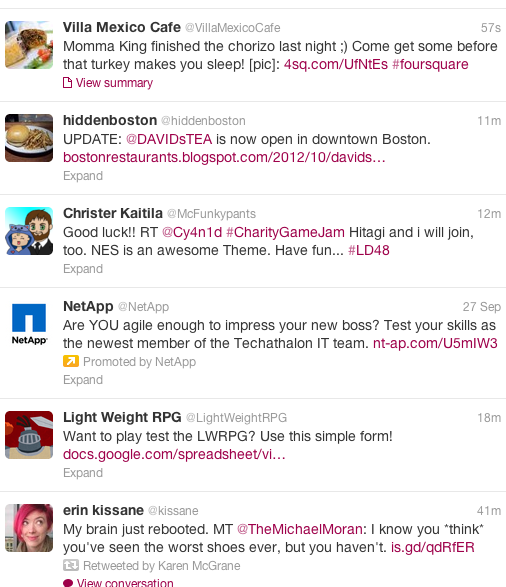 Villa Mexico Cafe @VillaMexicoCafe 57s
Momma King finished the chorizo last night ;) Come get some before
that turkey makes you sleep! [pic]: 4sq.com/UfNtEs #foursquare
View summary
hiddenboston @hiddenboston 11m
UPDATE: @DAVIDsTEA is now open in downtown Boston.
bostonrestaurants.blogspot.com/2012/10/davids…
Expand
Christer Kaitila @McFunkypants 12m
Good luck!! RT @Cy4n1d #CharityGameJam Hitagi and i will join,
too. NES is an awesome Theme. Have fun... #LD48
Expand
NetApp @NetApp 27 Sep
Are YOU agile enough to impress your new boss? Test your skills as
the newest member of the Techathalon IT team. nt-ap.com/U5mIW3
NetApp
Promoted by NetApp
Expand
Light Weight RPG @LightWeightRPG 18m
Want to play test the LWRPG? Use this simple form!
docs.google.com/spreadsheet/vi…
Expand
erin kissane @kissane 41m
My brain just rebooted. MT @TheMichaelMoran: I know you *think*
you've seen the worst shoes ever, but you haven't. is.gd/qdRfER
Retweeted by Karen McGrane
View conversation